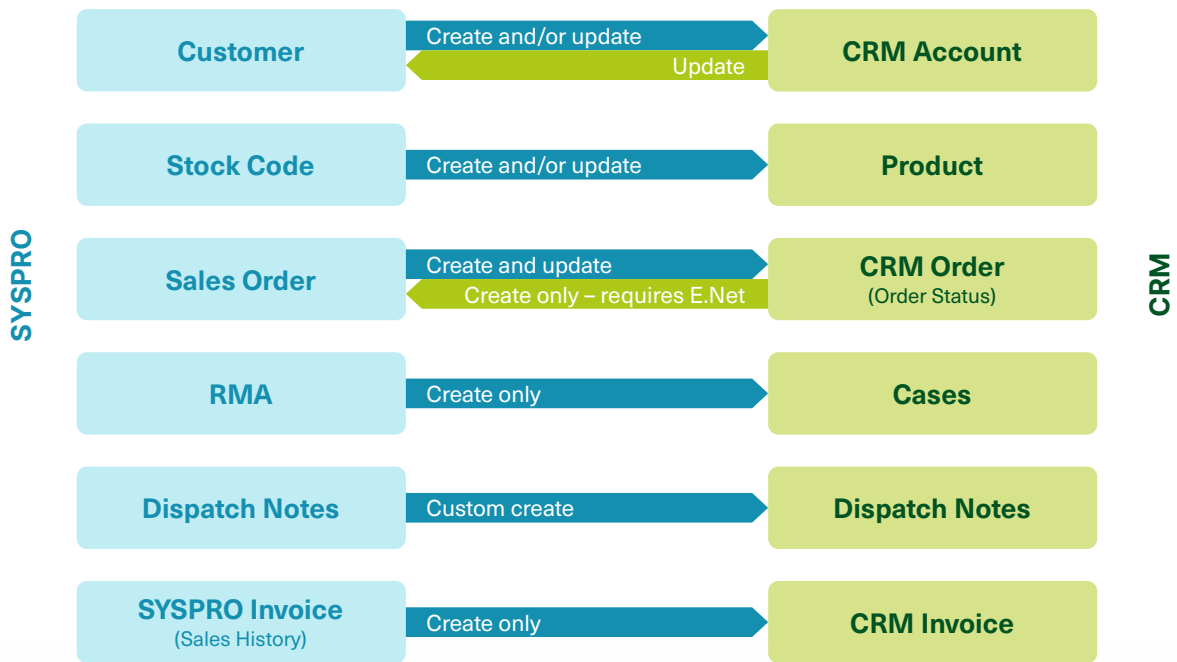 SYSPRO
Customer
Create and/or update
Update
CRM Account
Stock Code
Create and/or update
Product
Sales Order
Create and update
Create only – requires E.Net
CRM Order
(Order Status)
RMA
Create only
Cases
Dispatch Notes
Custom create
Dispatch Notes
SYSPRO Invoice
(Sales History)
Create only
CRM Invoice
CRM